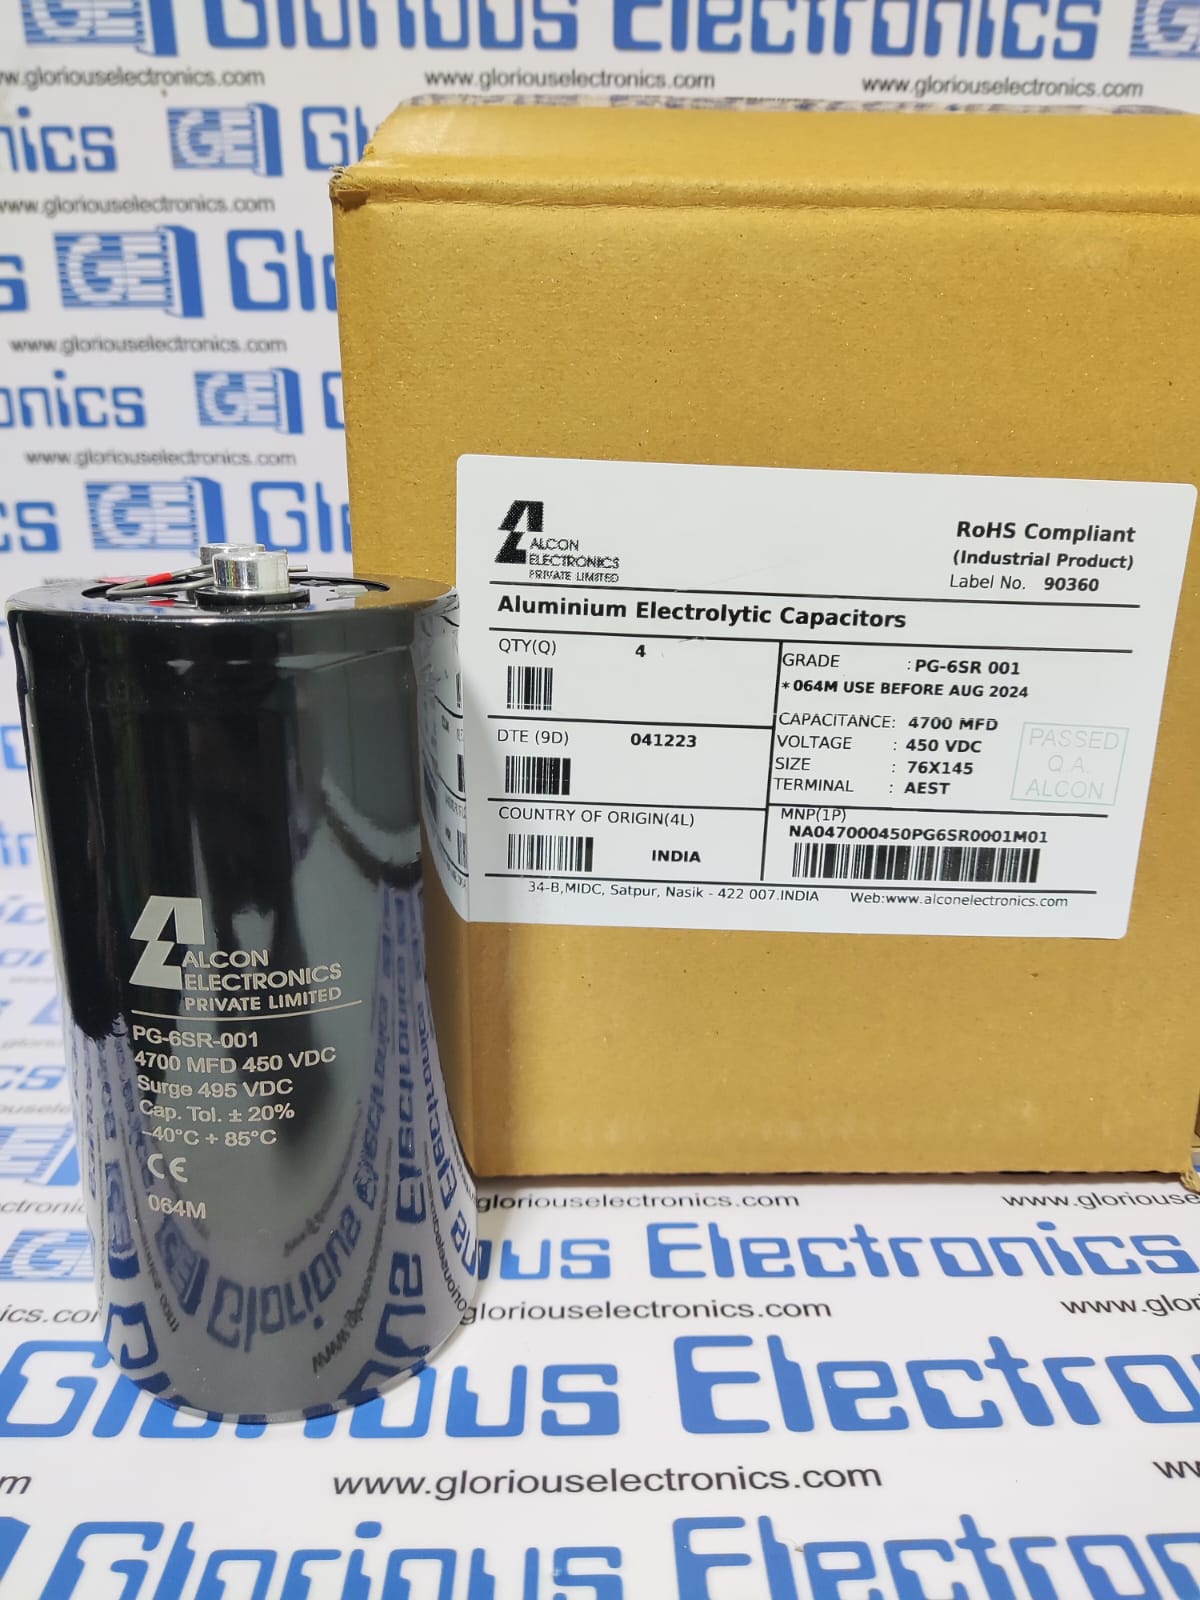 Glorious Electronics
www.gloriouselectronics.com
www.gloriouselectronics.com
www.gloriouselectronics.com
GE
www.gloriouselectronics.com
GE
www.gloriouselectronics.com
GE
www.gloriouselectronics.com
GE
ALCON
ELECTRONICS
PRIVATE LIMITED
RoHS Compliant
(Industrial Product)
Label No. 90360
Aluminium Electrolytic Capacitors
QTY(Q) 4
GRADE : PG-6SR 001
*064M USE BEFORE AUG 2024
DTE (9D) 041223
CAPACITANCE: 4700 MFD
VOLTAGE : 450 VDC
SIZE : 76X145
TERMINAL : AEST
PASSED
Q.A.
ALCON
COUNTRY OF ORIGIN(4L)
INDIA
MNP(1P)
NA047000450PG6SR0001M01
34-B,MIDC, Satpur, Nasik - 422 007.INDIA Web:www.alconelectronics.com
ALCON
ELECTRONICS
PRIVATE LIMITED
PG-6SR-001
4700 MFD 450 VDC
Surge 495 VDC
Cap. Tol. ± 20%
-40°C + 85°C
CE
064M
gloriouselectronics.com
www.gloriouse
us Electronics
gloriouselectronics.com
www.glor
Glorious Electro
www.gloriouselectronics.com
Glorious Electro